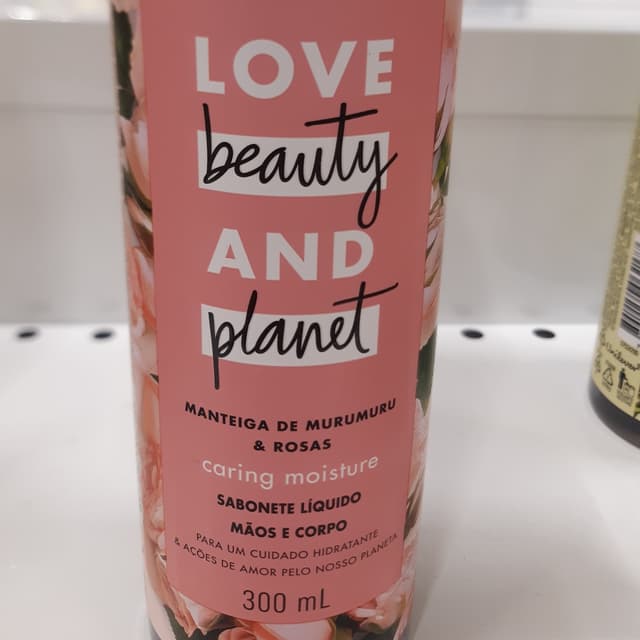 LOVE
beauty
AND
planet
MANTEIGA DE MURUMURU
& ROSAS
caring moisture
SABONETE LÍQUIDO
MÃOS E CORPO
PARA UM CUIDADO HIDRATANTE
& AÇÕES DE AMOR PELO NOSSO PLANETA
300 mL